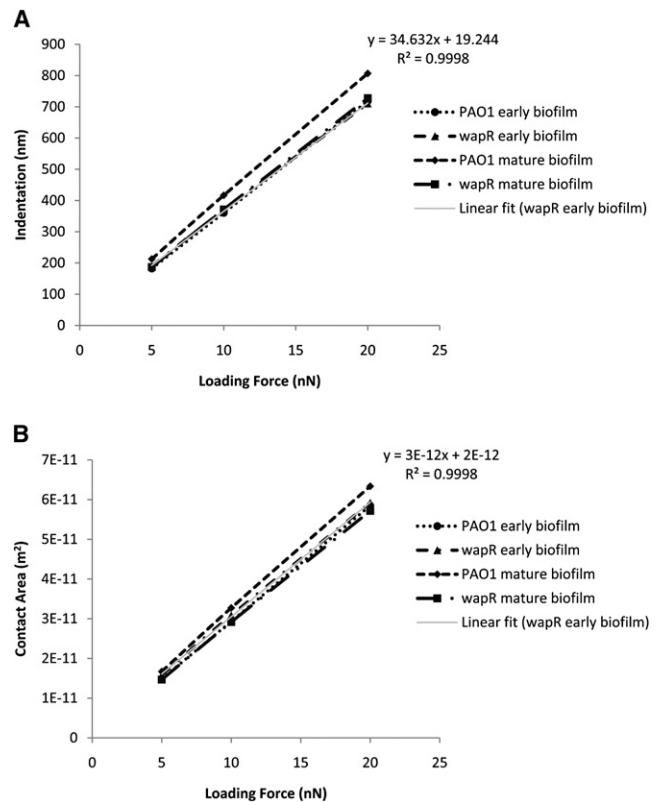 A
y = 34.632x + 19.244
R² = 0.9998
900
800
700
600
500
400
300
200
100
0
Indentation (nm)
0 5 10 15 20 25
Loading Force (nN)
PAO1 early biofilm
wapR early biofilm
PAO1 mature biofilm
wapR mature biofilm
Linear fit (wapR early biofilm)
B
y = 3E-12x + 2E-12
R² = 0.9998
7E-11
6E-11
5E-11
4E-11
3E-11
2E-11
1E-11
0
Contact Area (m²)
0 5 10 15 20 25
Loading Force (nN)
PAO1 early biofilm
wapR early biofilm
PAO1 mature biofilm
wapR mature biofilm
Linear fit (wapR early biofilm)